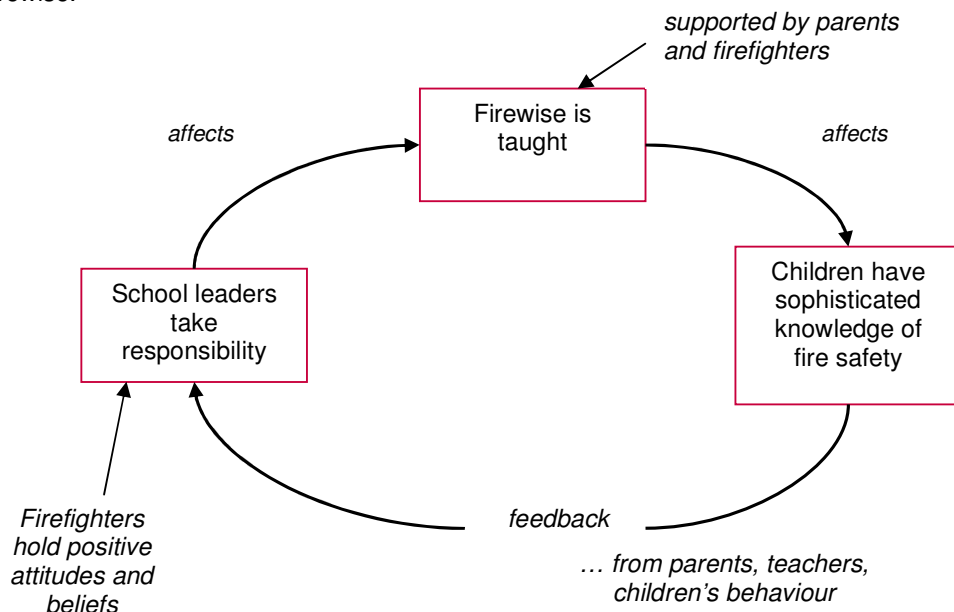 supported by parents
and firefighters
Firewise is
taught
affects
affects
School leaders
take
responsibility
Children have
sophisticated
knowledge of
fire safety
Firefighters
hold positive
attitudes and
beliefs
feedback
… from parents, teachers,
children’s behaviour